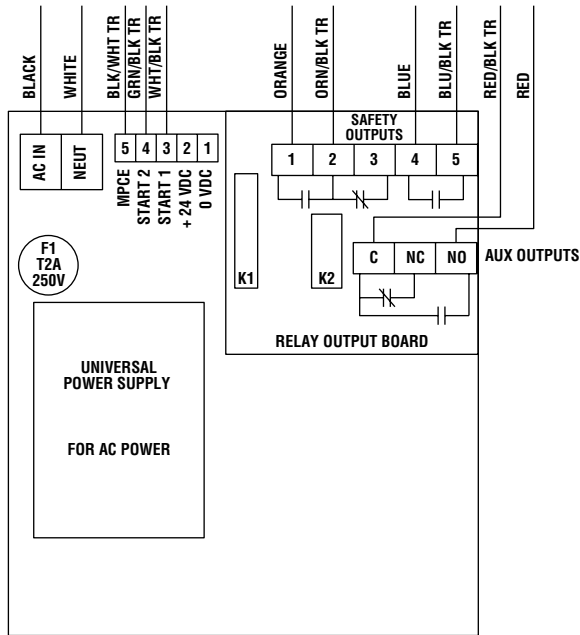 BLACK
WHITE
BLK/WHT TR
GRN/BLK TR
WHT/BLK TR
ORANGE
ORN/BLK TR
BLUE
BLU/BLK TR
RED/BLK TR
RED
SAFETY
OUTPUTS
AC IN
NEUT
5 4 3 2 1
MPCE
START 2
START 1
+ 24 VDC
0 VDC
1 2 3 4 5
F1
T2A
250V
K1
K2
C NC NO
AUX OUTPUTS
RELAY OUTPUT BOARD
UNIVERSAL
POWER SUPPLY
FOR AC POWER